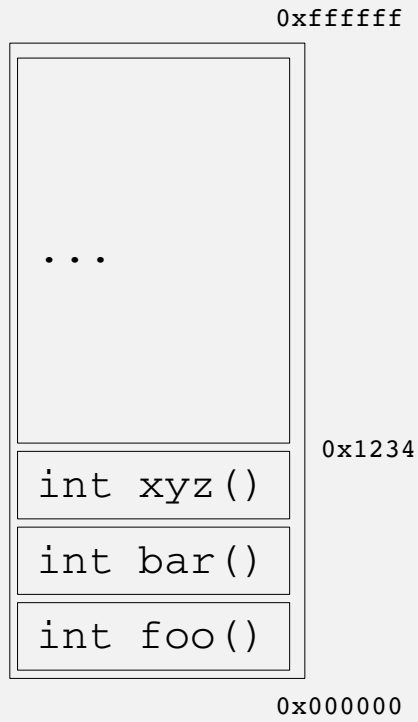 0xffffff
...
0x1234
int xyz()
int bar()
int foo()
0x000000